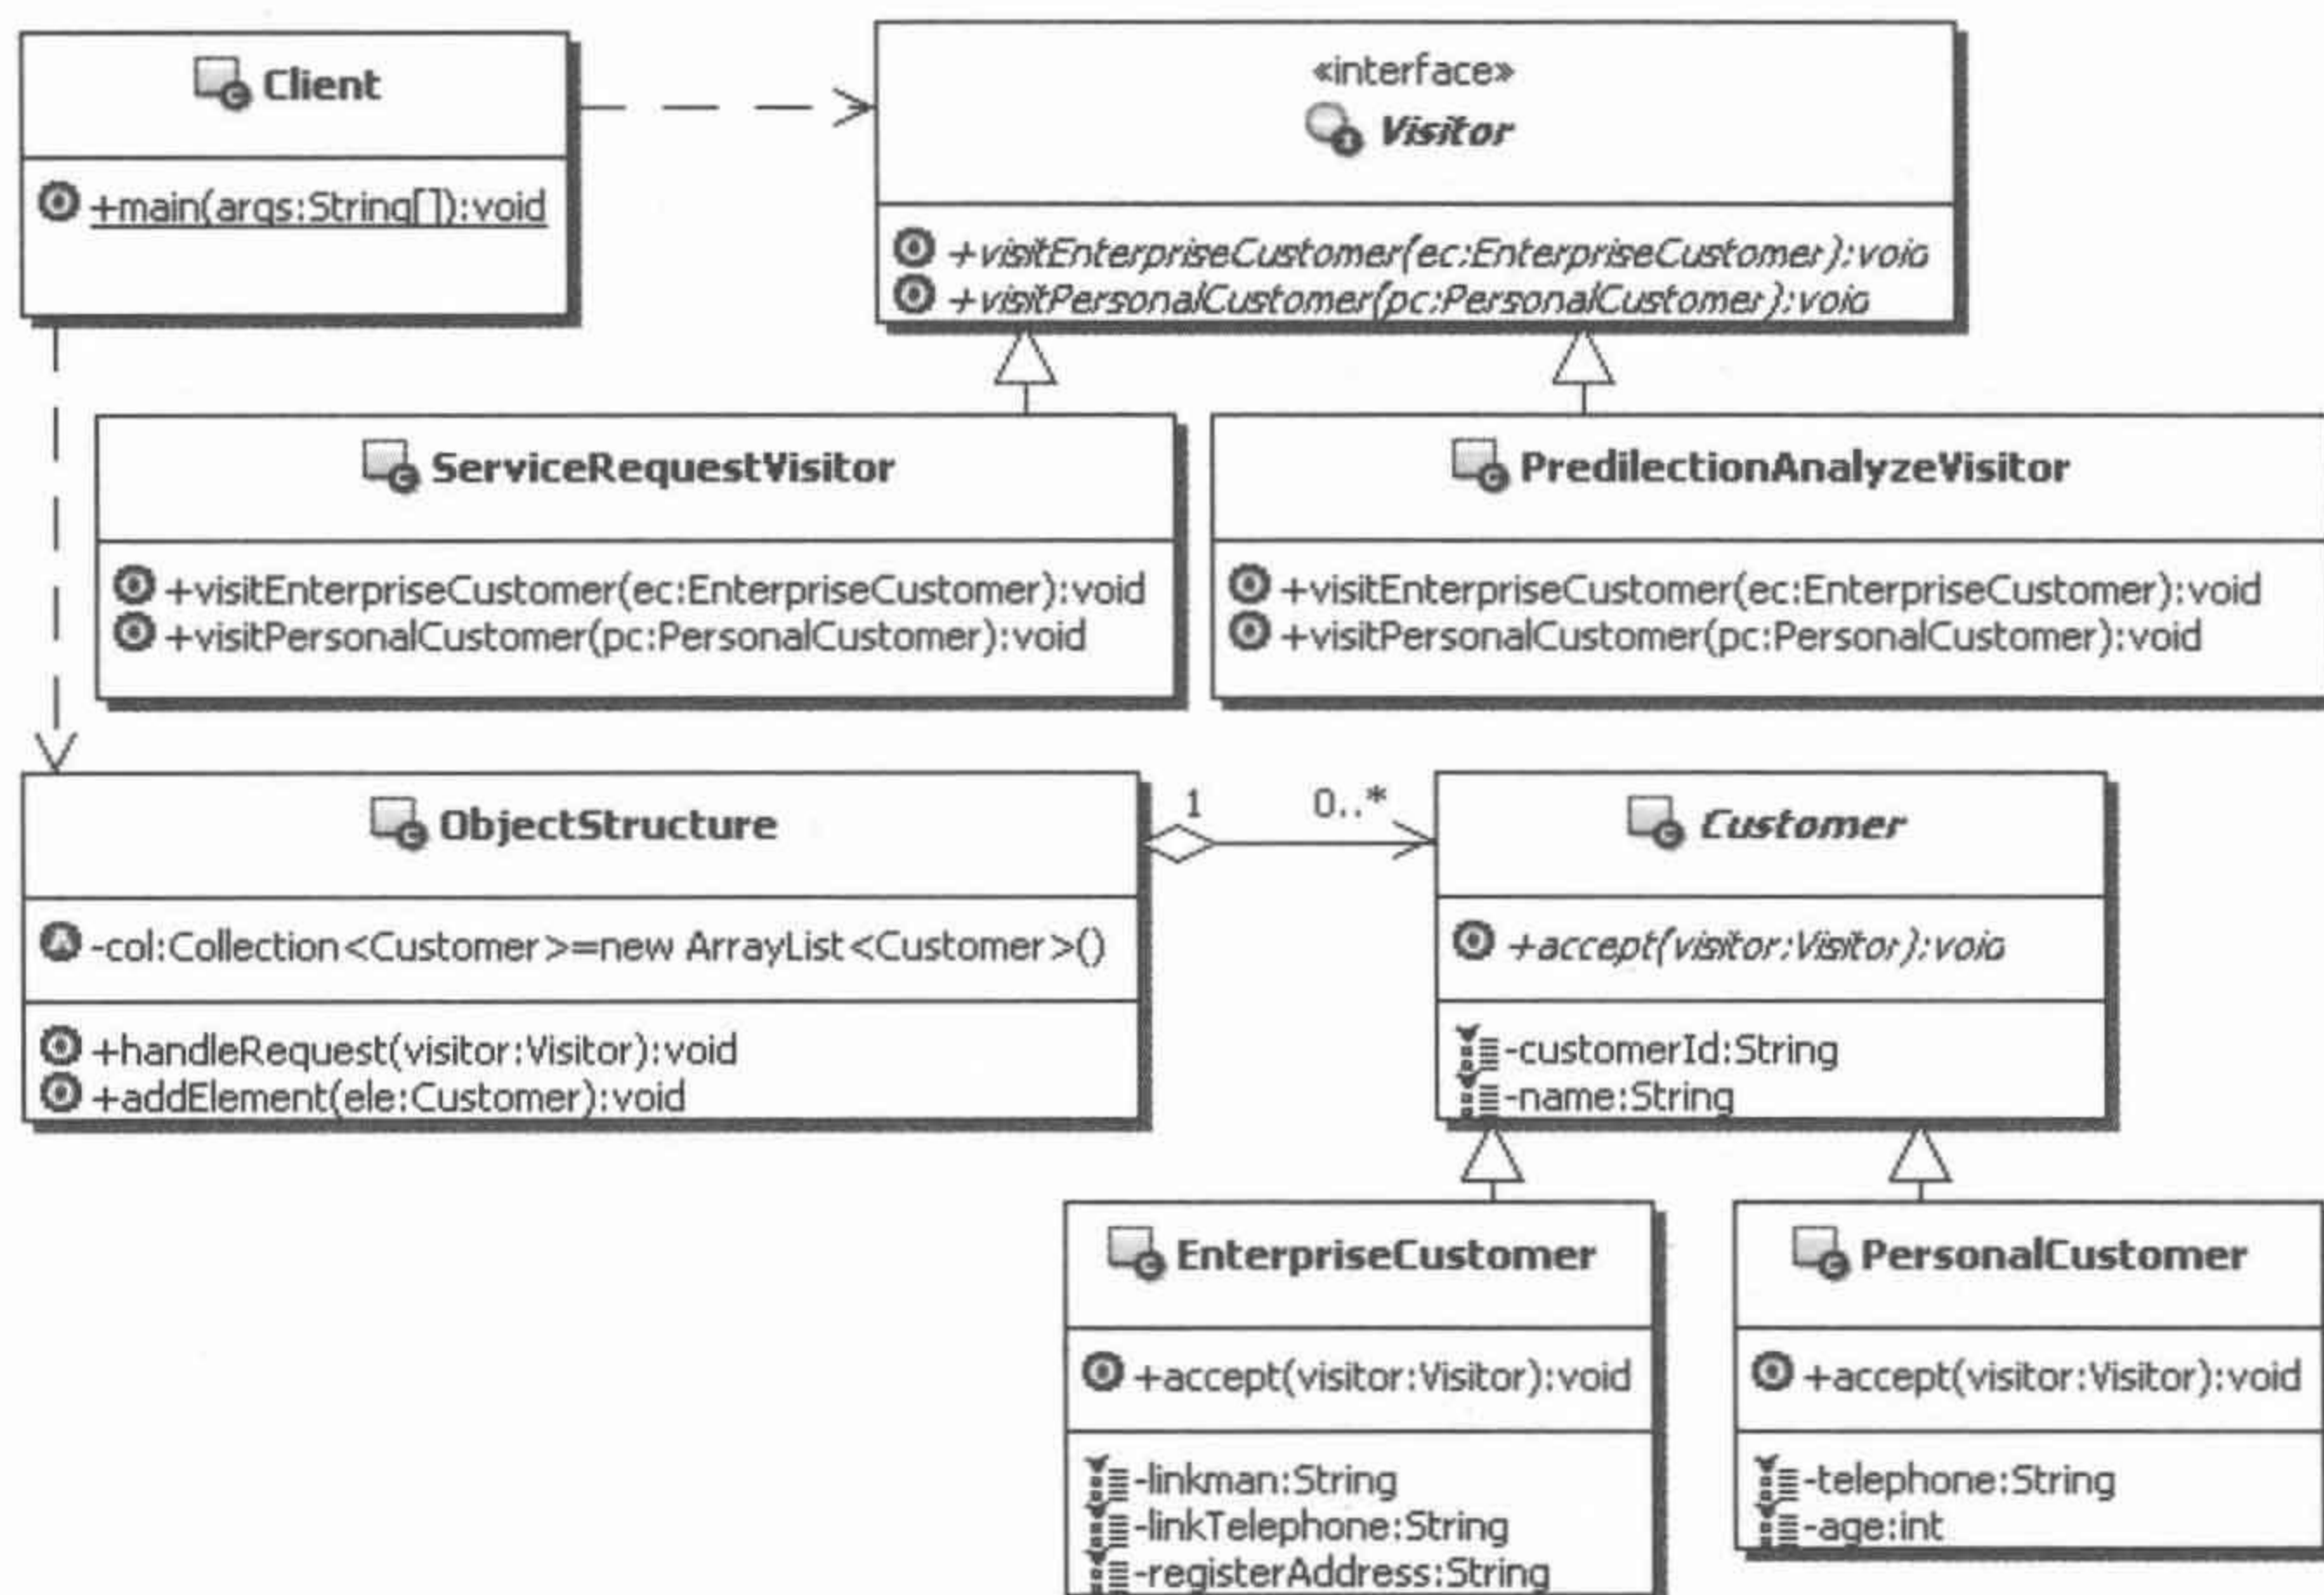 Client
+main(args:String[]):void
«interface»
Visitor
+visitEnterpriseCustomer(ec:EnterpriseCustomer):void
+visitPersonalCustomer(pc:PersonalCustomer):void
ServiceRequestVisitor
+visitEnterpriseCustomer(ec:EnterpriseCustomer):void
+visitPersonalCustomer(pc:PersonalCustomer):void
PredilectionAnalyzeVisitor
+visitEnterpriseCustomer(ec:EnterpriseCustomer):void
+visitPersonalCustomer(pc:PersonalCustomer):void
ObjectStructure
-col:Collection<Customer>=new ArrayList<Customer>()
+handleRequest(visitor:Visitor):void
+addElement(ele:Customer):void
1
0..*
Customer
+accept(visitor:Visitor):void
-customerId:String
-name:String
EnterpriseCustomer
+accept(visitor:Visitor):void
-linkman:String
-linkTelephone:String
-registerAddress:String
PersonalCustomer
+accept(visitor:Visitor):void
-telephone:String
-age:int